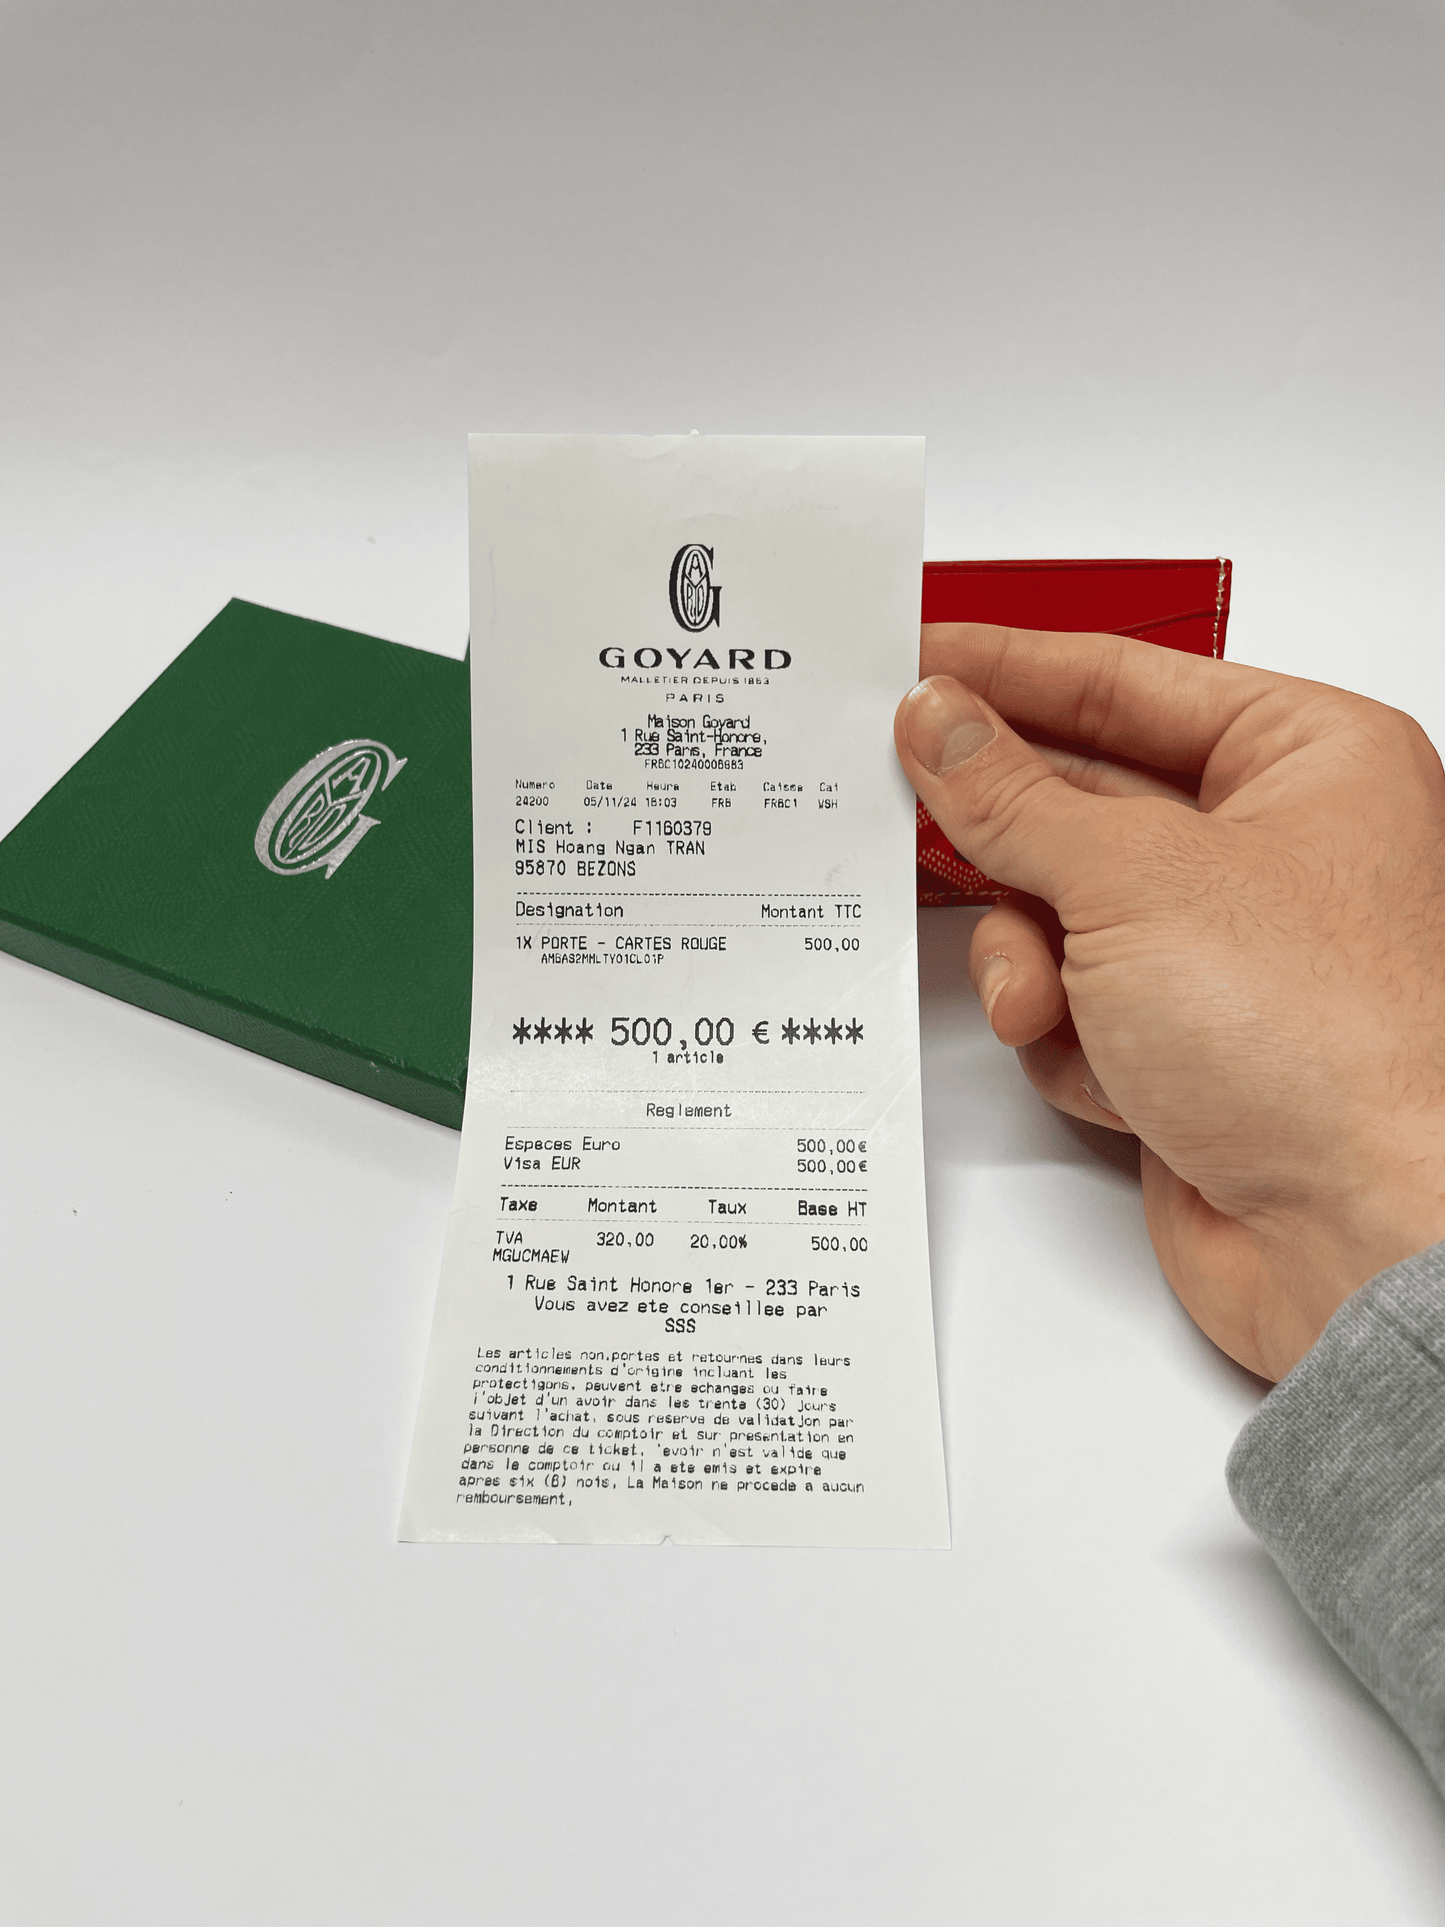 GOYARD
MALLETIER DEPUIS 1853
PARIS
Maison Goyard
1 Rue Saint-Honore,
233 Paris, France
FRBC10240006983
Numero Date Heure Etab Caisse Cai
24200 05/11/24 16:03 FRB FRBC1 WSH
Client : F1160379
MIS Hoang Ngan TRAN
95870 BEZONS
Designation Montant TTC
1X PORTE - CARTES ROUGE 500,00
AMBAS2MHLTY01CL01P
**** 500,00 € ****
1 article
Reglement
Especes Euro 500,00€
Visa EUR 500,00€
Taxe Montant Taux Base HT
TVA 320,00 20,00% 500,00
MGUCMAEW
1 Rue Saint Honore 1er - 233 Paris
Vous avez ete conseillee par
SSS
Les articles non.portes et retournes dans leurs
conditionnements d'origine incluant les
protections, peuvent etre echanges ou faire
l'objet d'un avoir dans les trente (30) jours
suivant l'achat, sous reserve de validation par
la Direction du comptoir et sur presentation en
personne de ce ticket, 'evoir n'est valide que
dans le comptoir ou il a ete emis et expire
apres six (6) nois, La Maison ne procede a aucun
remboursement,